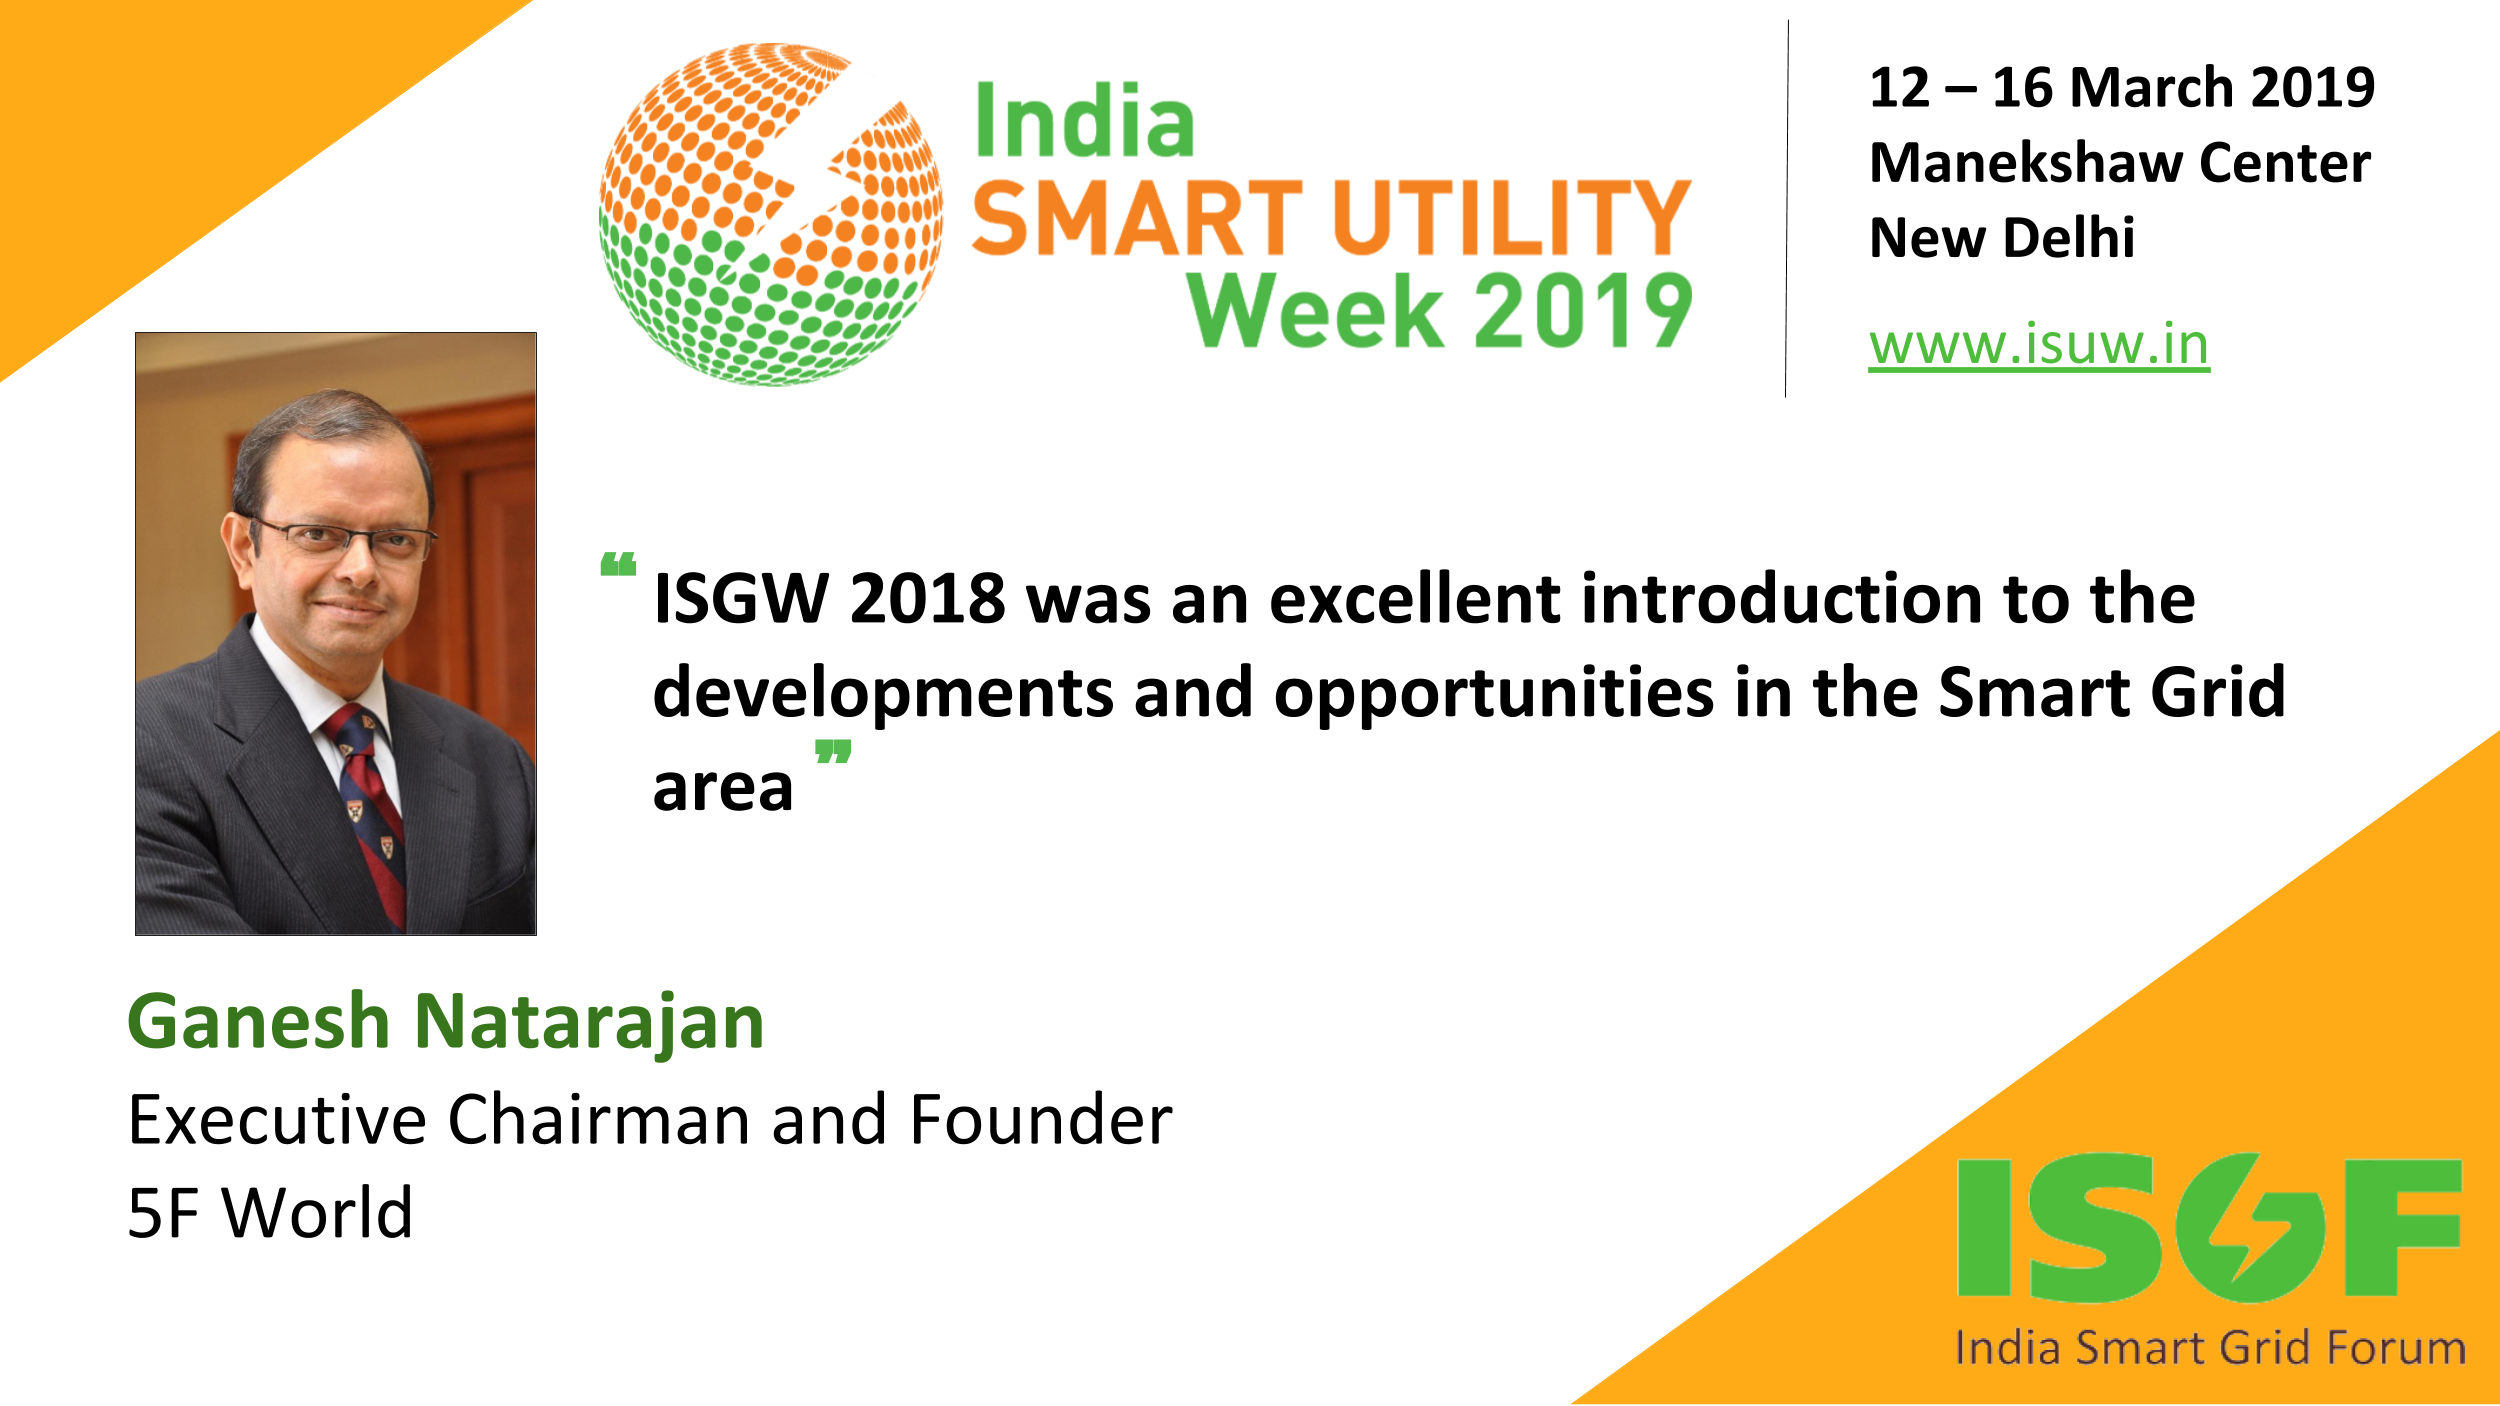 India
SMART UTILITY
Week 2019
12 – 16 March 2019
Manekshaw Center
New Delhi
www.isuw.in
❝ ISGW 2018 was an excellent introduction to the
developments and opportunities in the Smart Grid
area ❞
Ganesh Natarajan
Executive Chairman and Founder
5F World
ISGF
India Smart Grid Forum